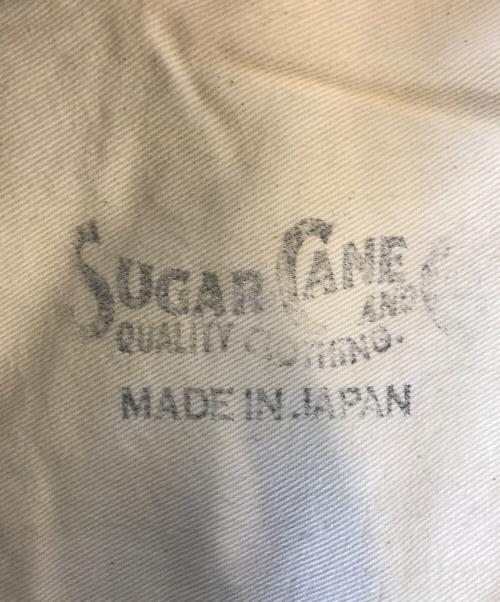 SUGAR CANE
AND
QUALITY CLOTHING.
MADE IN JAPAN